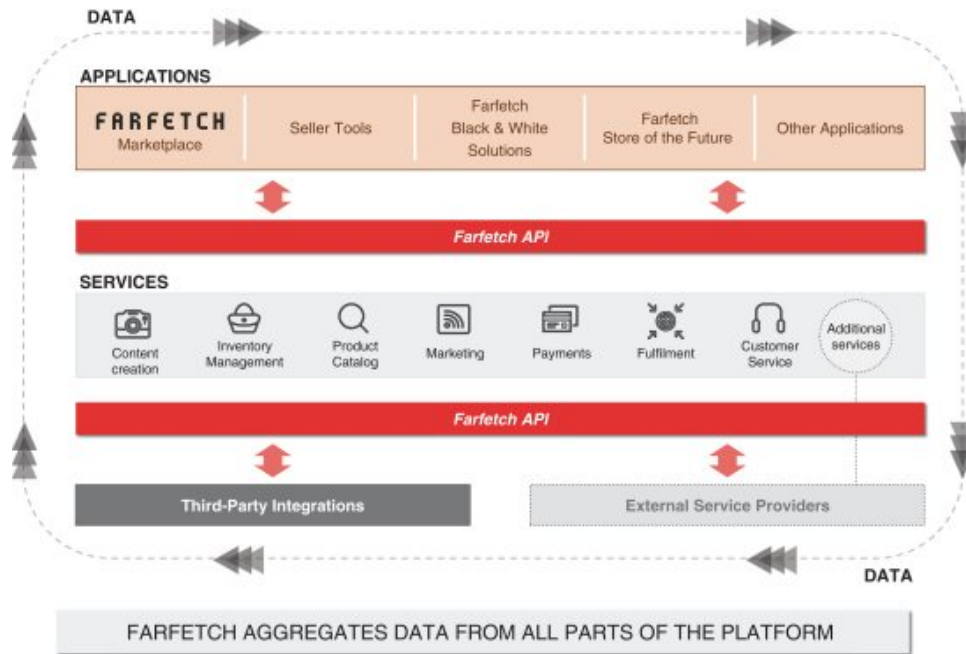 DATA
APPLICATIONS
FARFETCH
Marketplace
Seller Tools
Farfetch
Black & White
Solutions
Farfetch
Store of the Future
Other Applications
Farfetch API
SERVICES
Content
creation
Inventory
Management
Product
Catalog
Marketing
Payments
Fulfilment
Customer
Service
Additional
services
Farfetch API
Third-Party Integrations
External Service Providers
DATA
FARFETCH AGGREGATES DATA FROM ALL PARTS OF THE PLATFORM